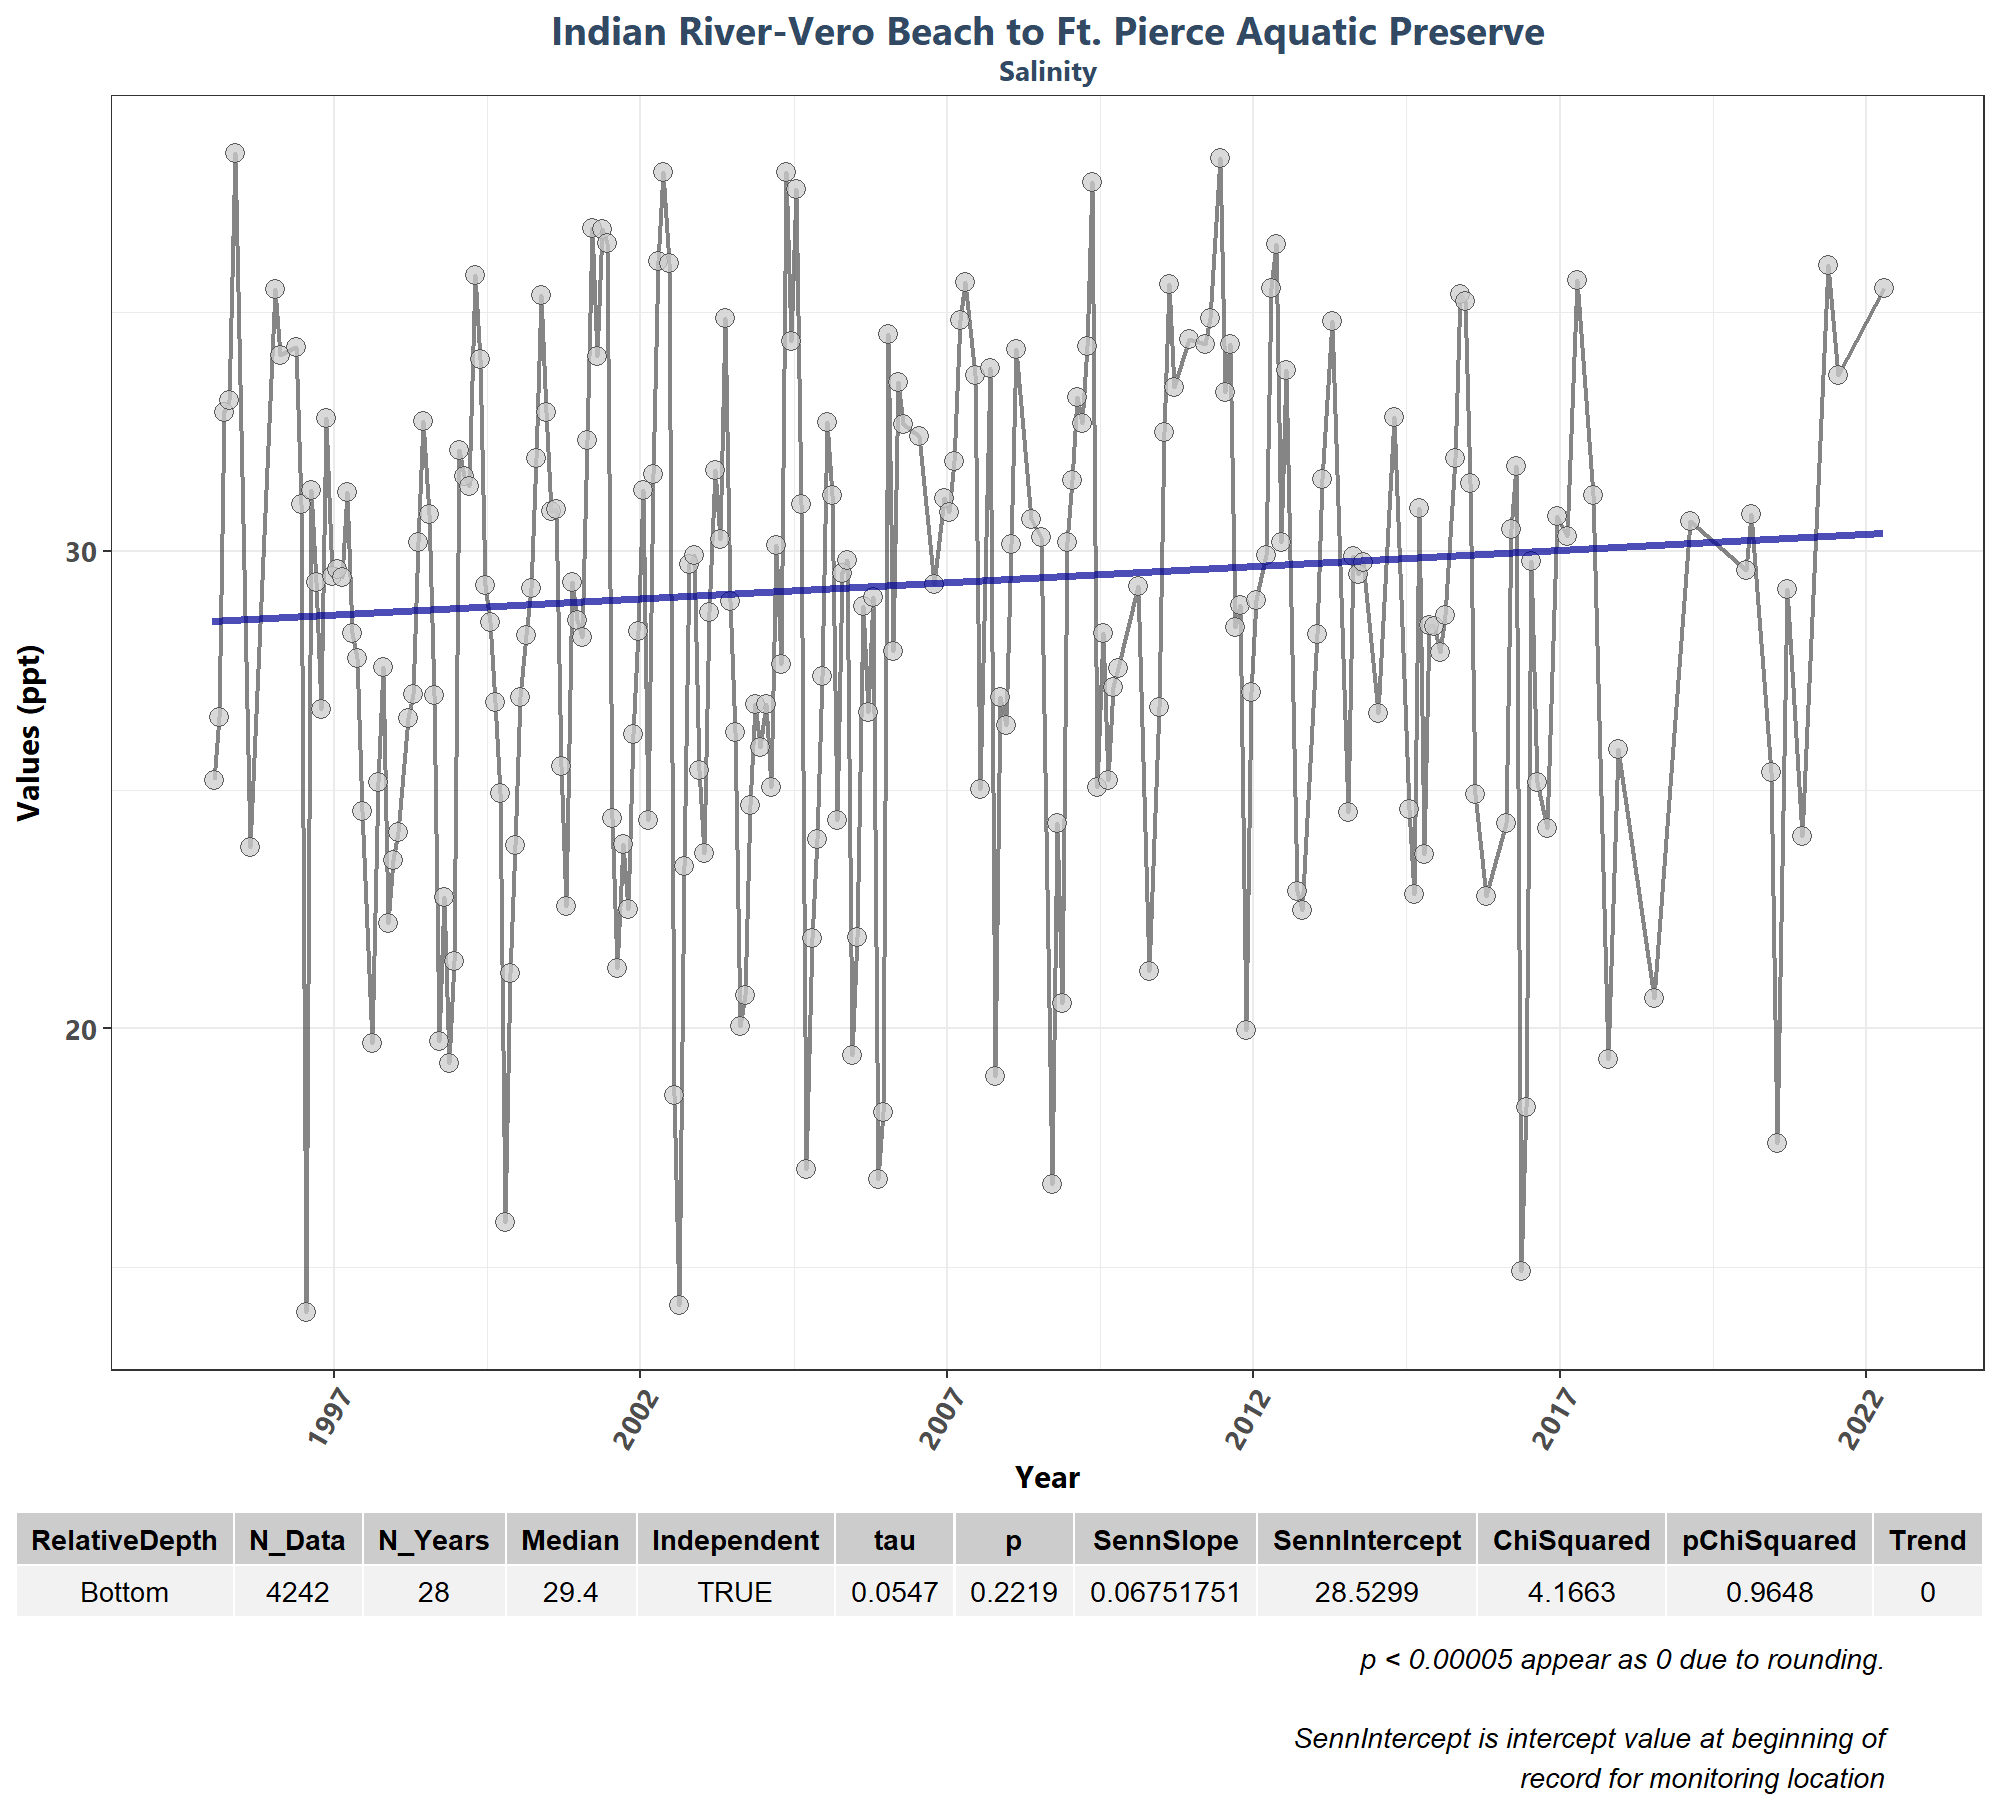 Indian River-Vero Beach to Ft. Pierce Aquatic Preserve
Salinity
Values (ppt)
30
20
1997 2002 2007 2012 2017 2022
Year
RelativeDepth N_Data N_Years Median Independent tau p SennSlope SennIntercept ChiSquared pChiSquared Trend
Bottom 4242 28 29.4 TRUE 0.0547 0.2219 0.06751751 28.5299 4.1663 0.9648 0
p < 0.00005 appear as 0 due to rounding.
SennIntercept is intercept value at beginning of
record for monitoring location